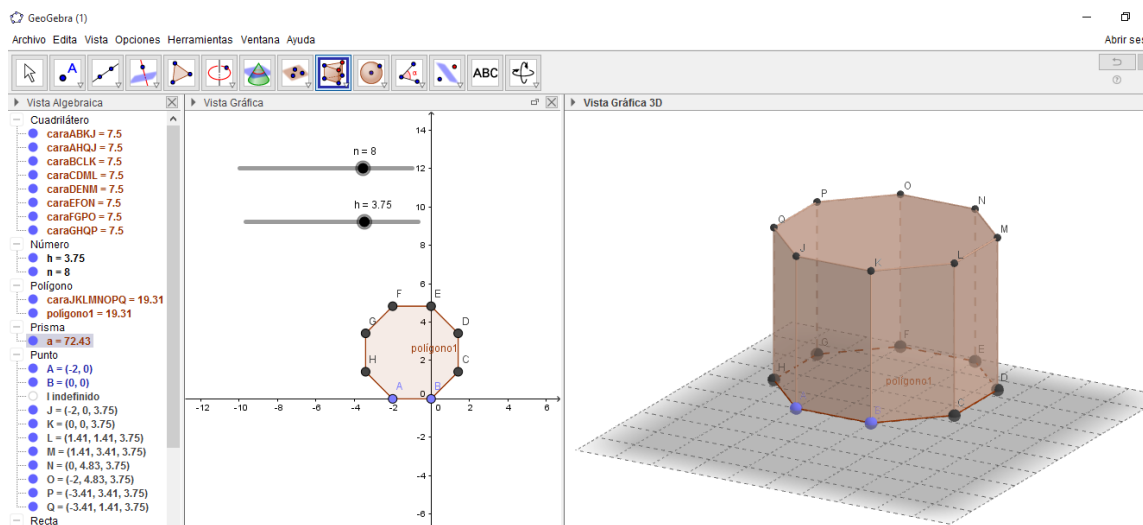 GeoGebra (1)
Archivo Edita Vista Opciones Herramientas Ventana Ayuda
Abrir ses
A
α
ABC
Vista Algebraica
Cuadrilátero
caraABKJ = 7.5
caraAHQJ = 7.5
caraBCLK = 7.5
caraCDML = 7.5
caraDENM = 7.5
caraEFON = 7.5
caraFGPO = 7.5
caraGHQP = 7.5
Número
h = 3.75
n = 8
Polígono
caraJKLMNOPQ = 19.31
poligono1 = 19.31
Prisma
a = 72.43
Punto
A = (-2, 0)
B = (0, 0)
I indefinido
J = (-2, 0, 3.75)
K = (0, 0, 3.75)
L = (1.41, 1.41, 3.75)
M = (1.41, 3.41, 3.75)
N = (0, 4.83, 3.75)
O = (-2, 4.83, 3.75)
P = (-3.41, 3.41, 3.75)
Q = (-3.41, 1.41, 3.75)
Recta
Vista Gráfica
14
n = 8
12
h = 3.75
10
8
6
F E
4
G D
polígono1
2
H C
A B
0
-12 -10 -8 -6 -4 -2 0 2 4 6
-2
-4
-6
Vista Gráfica 3D
O
P
N
Q
M
J
L
K
F
G
E
H
polígono1
D
C